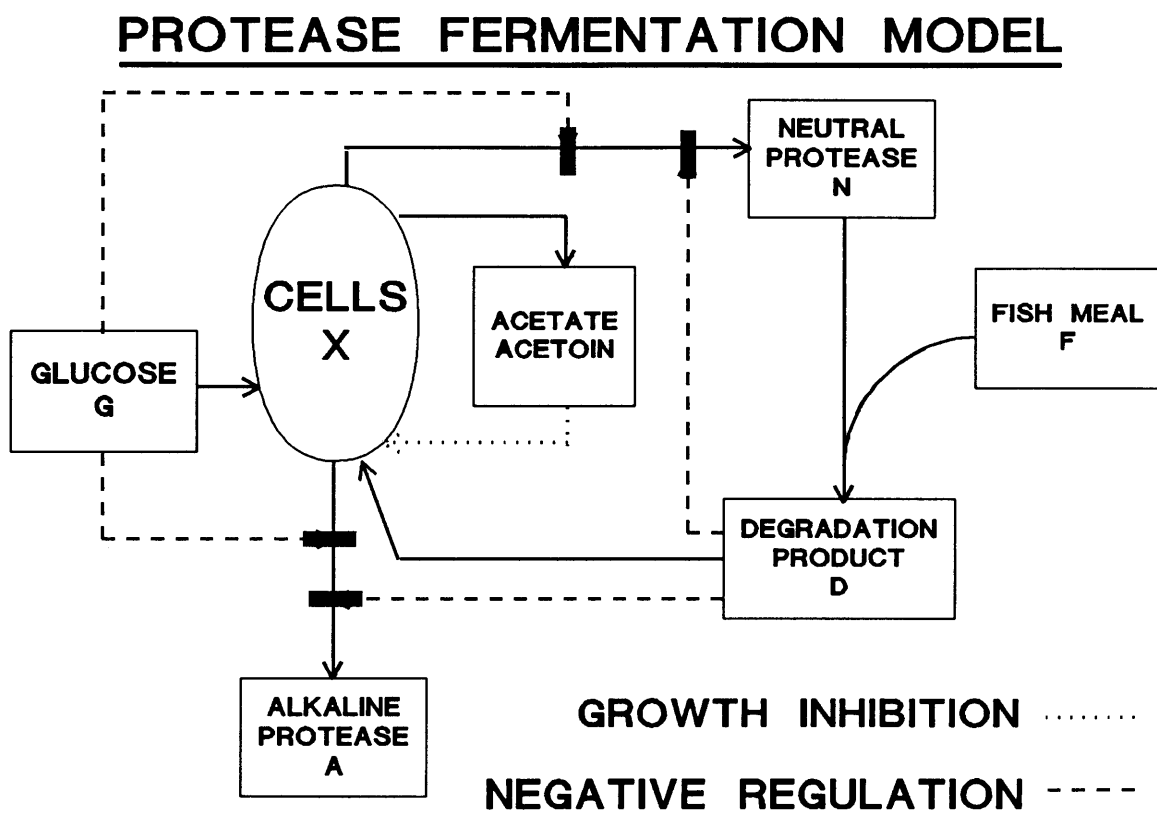 PROTEASE FERMENTATION MODEL
NEUTRAL
PROTEASE
N
CELLS
X
ACETATE
ACETOIN
FISH MEAL
F
GLUCOSE
G
DEGRADATION
PRODUCT
D
ALKALINE
PROTEASE
A
GROWTH INHIBITION
NEGATIVE REGULATION